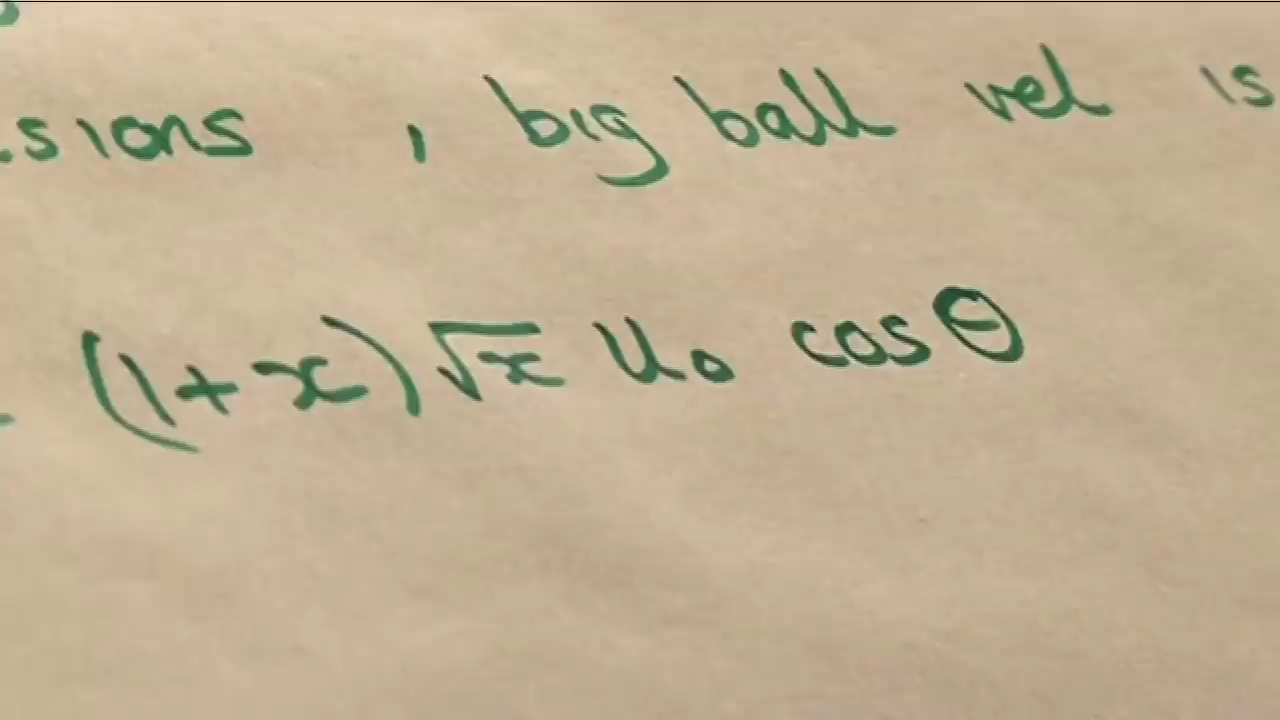 sions , big ball vel is
(1+x)√x u₀ cosθ